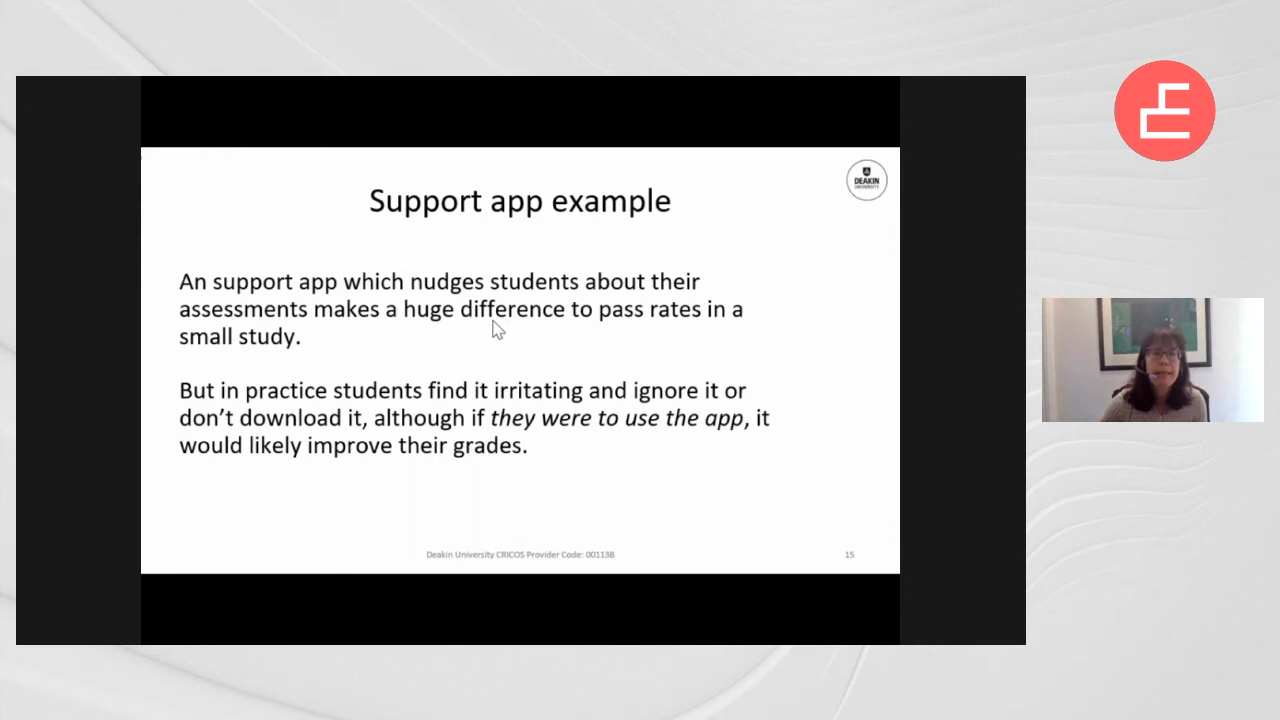 DEAKIN
UNIVERSITY
Support app example
An support app which nudges students about their
assessments makes a huge difference to pass rates in a
small study.
But in practice students find it irritating and ignore it or
don’t download it, although if they were to use the app, it
would likely improve their grades.
Deakin University CRICOS Provider Code: 00113B
15